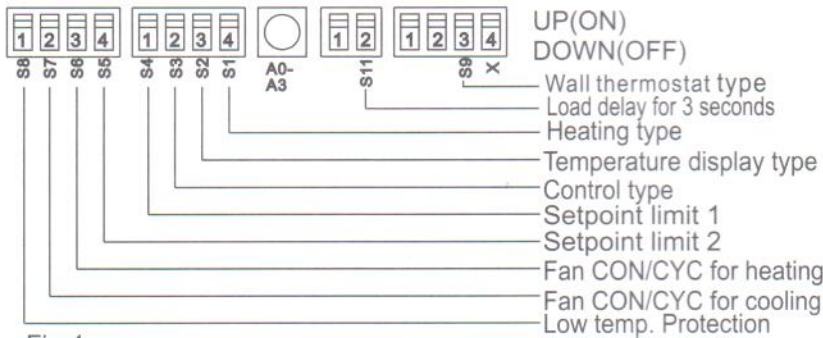 1 2 3 4 1 2 3 4 1 2 1 2 3 4 UP(ON)
DOWN(OFF)
S8 S7 S6 S5 S4 S3 S2 S1 A0- S11 S9 X
A3
Wall thermostat type
Load delay for 3 seconds
Heating type
Temperature display type
Control type
Setpoint limit 1
Setpoint limit 2
Fan CON/CYC for heating
Fan CON/CYC for cooling
Low temp. Protection